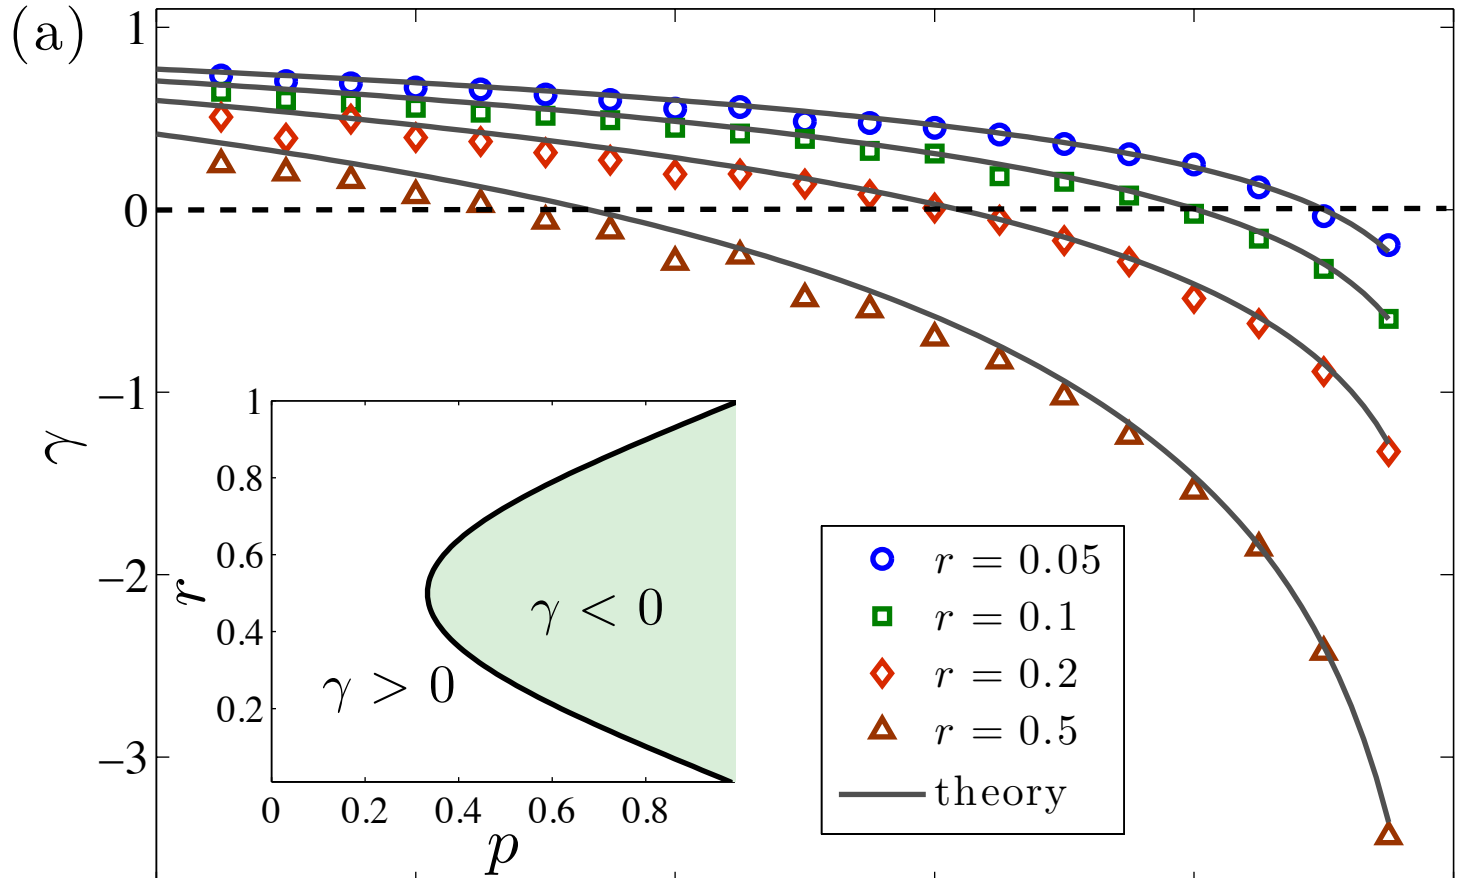 (a)
1
0
−1
−2
−3
γ
1
0.8
0.6
0.4
0.2
r
0 0.2 0.4 0.6 0.8
p
γ < 0
γ > 0
r = 0.05
r = 0.1
r = 0.2
r = 0.5
theory